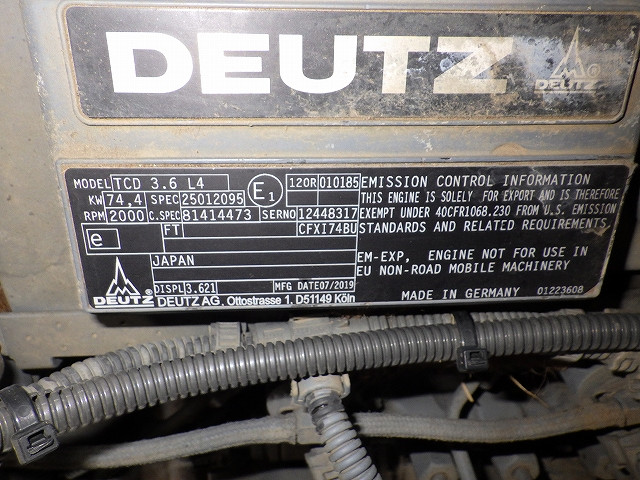 DEUTZ
DEUTZ ®
MODEL TCD 3.6 L4
KW 74,4 SPEC 25012095
RPM 2000 C.SPEC 81414473 SERNO 12448317
E1 120R 010185
e FT CFXI74BU
JAPAN
DISPL 3.621 MFG DATE 07/2019
DEUTZ DEUTZ AG, Ottostrasse 1, D51149 Köln
EMISSION CONTROL INFORMATION
THIS ENGINE IS SOLELY FOR EXPORT AND IS THEREFORE
EXEMPT UNDER 40CFR1068.230 FROM U.S. EMISSION
STANDARDS AND RELATED REQUIREMENTS.
EM-EXP, ENGINE NOT FOR USE IN
EU NON-ROAD MOBILE MACHINERY
MADE IN GERMANY 01223608